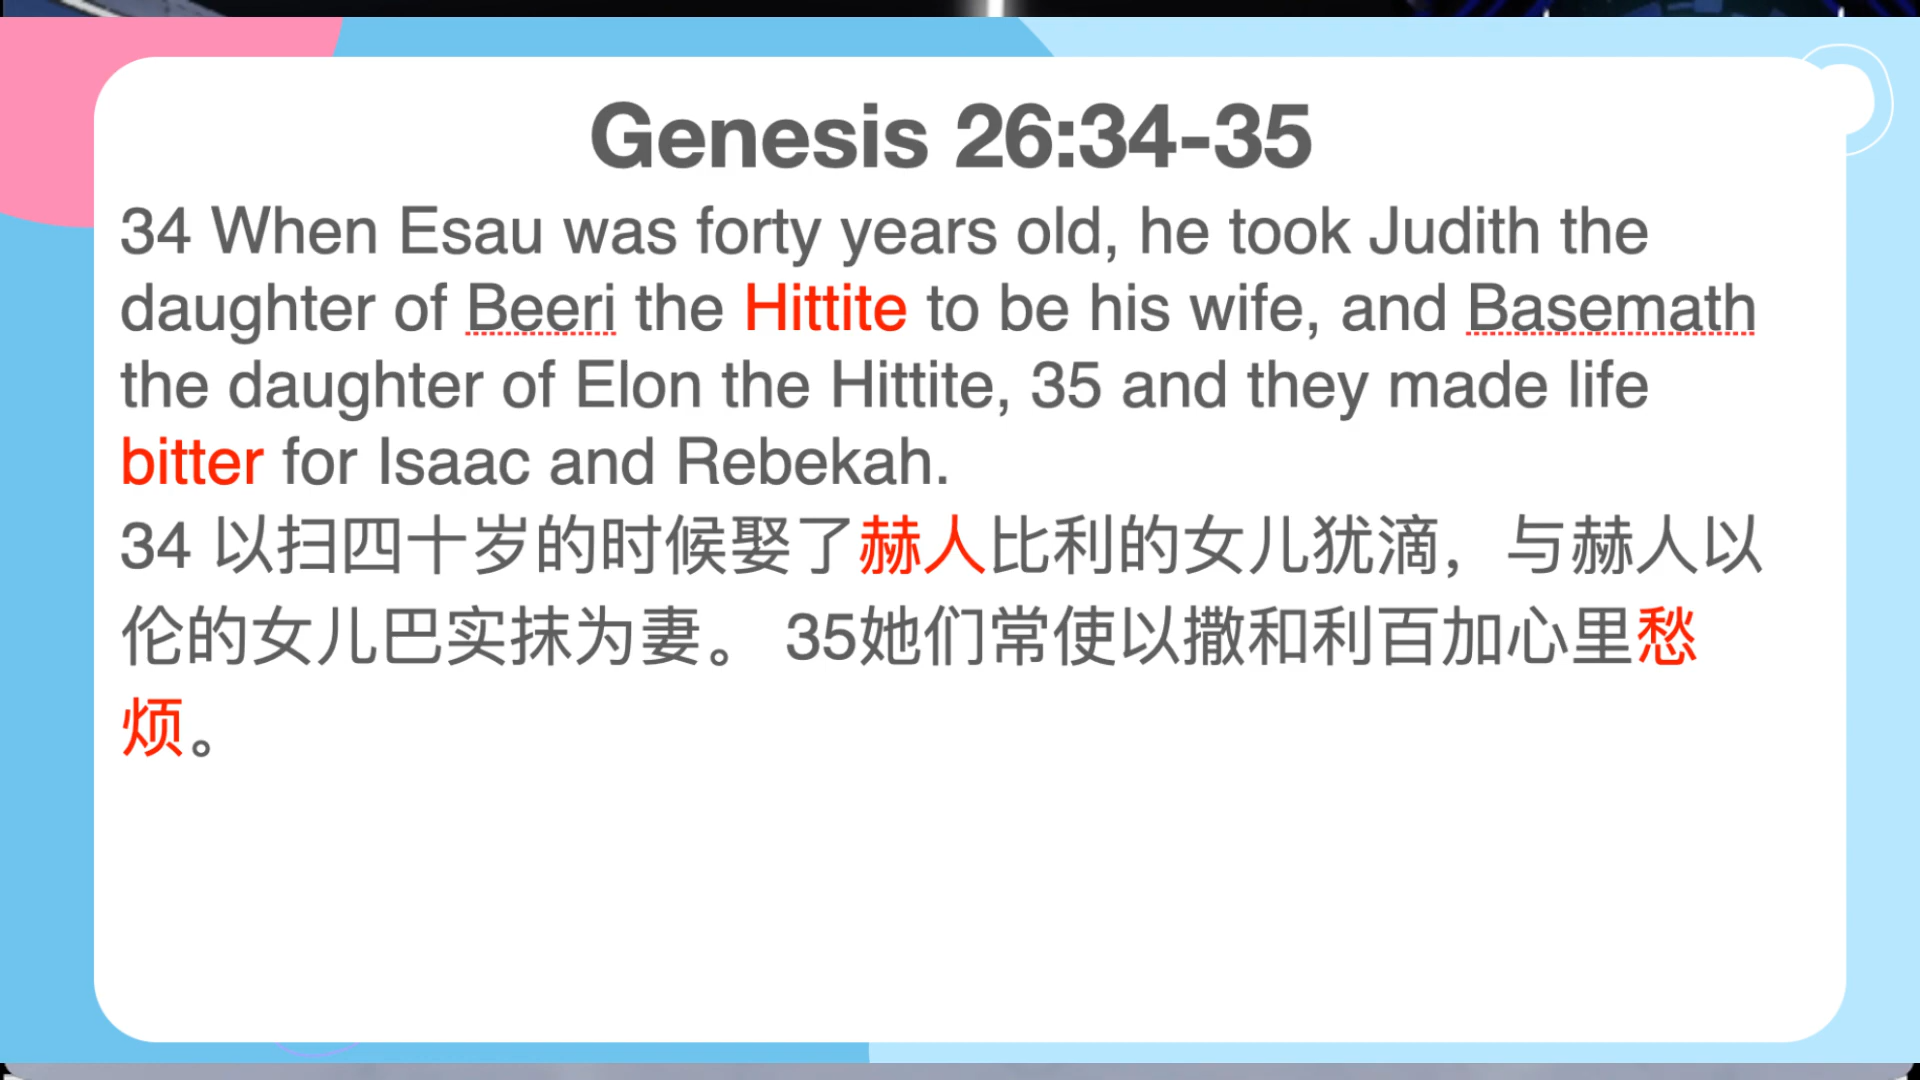 Genesis 26:34-35
34 When Esau was forty years old, he took Judith the
daughter of Beeri the Hittite to be his wife, and Basemath
the daughter of Elon the Hittite, 35 and they made life
bitter for Isaac and Rebekah.
34 以扫四十岁的时候娶了赫人比利的女儿犹滴，与赫人以
伦的女儿巴实抹为妻。 35她们常使以撒和利百加心里愁
烦。